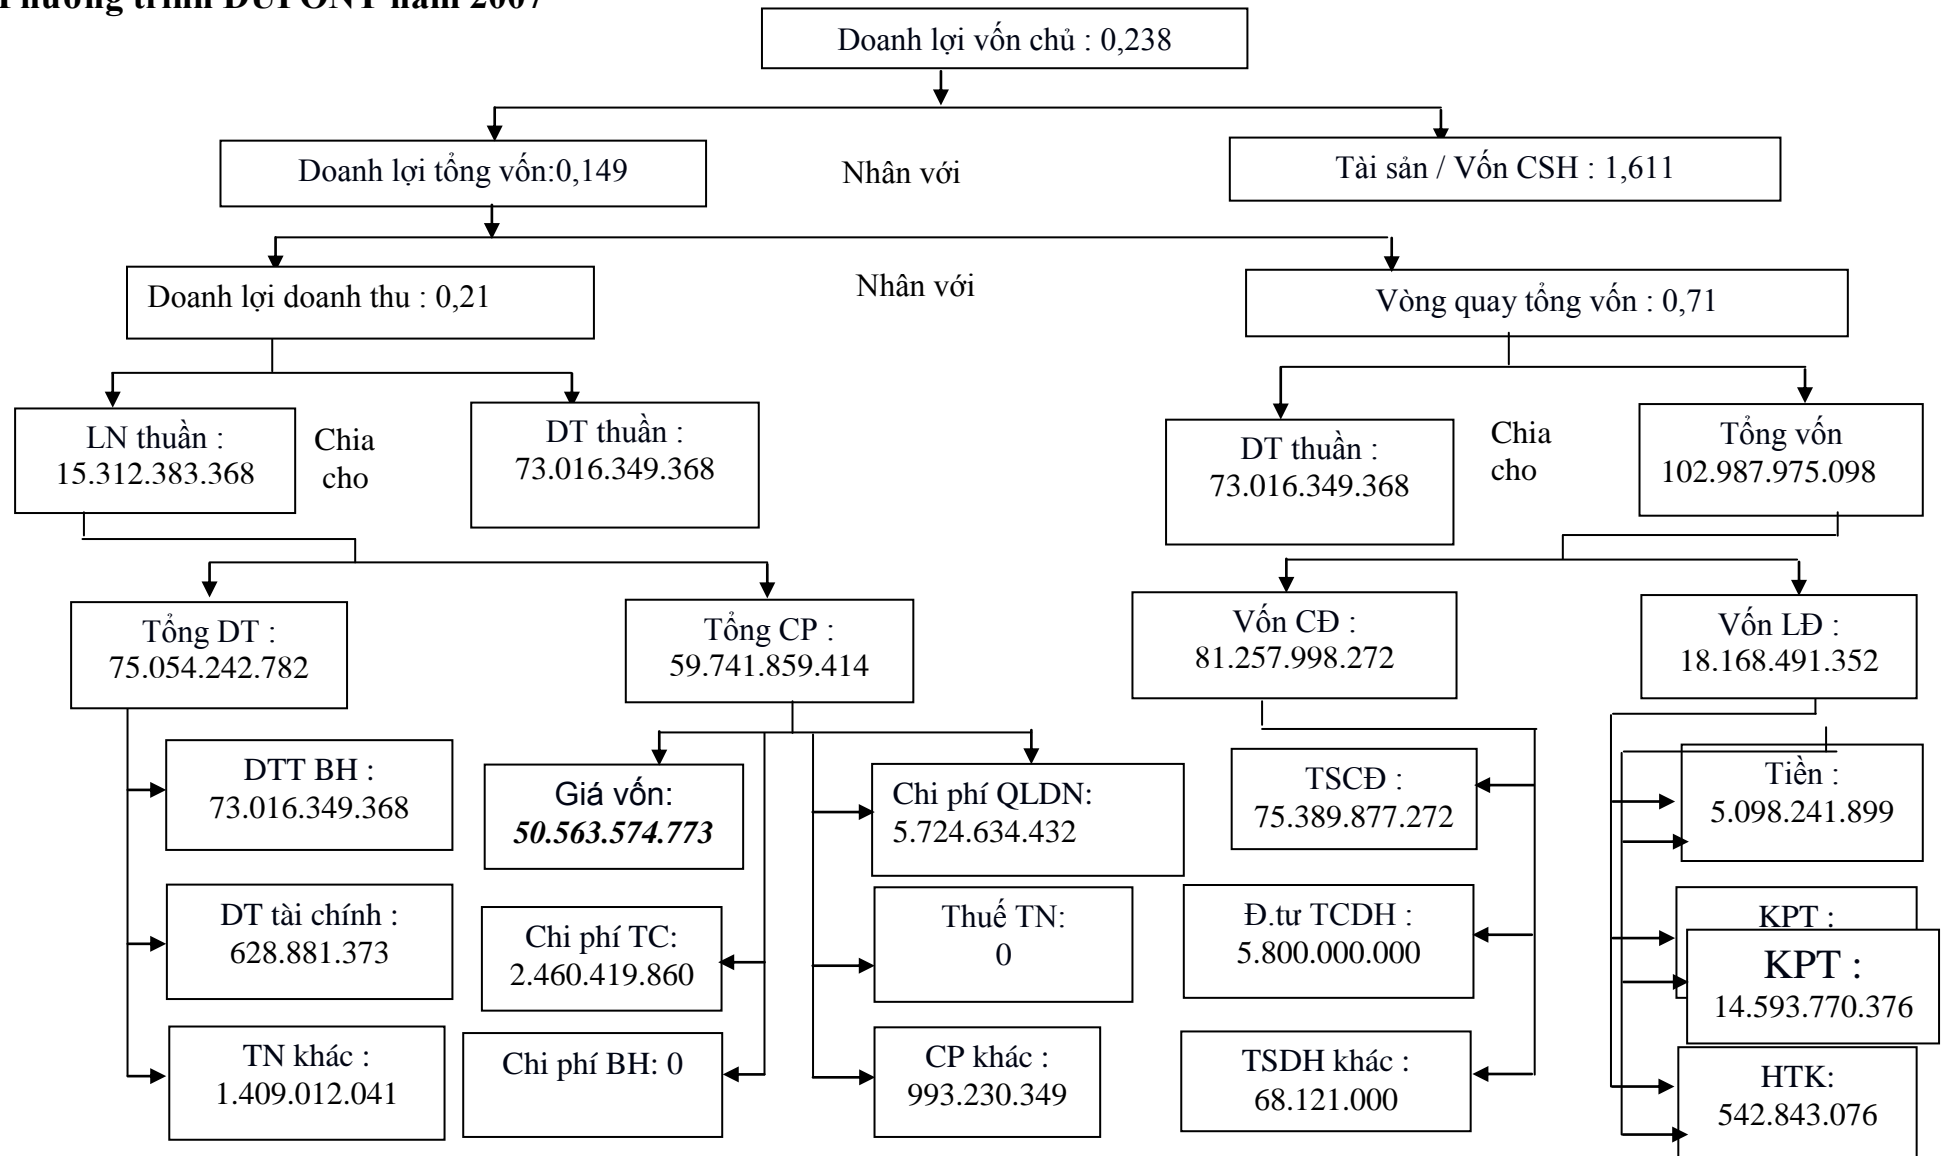 Phương trình DUPONT năm 2007
Doanh lợi vốn chủ : 0,238
Doanh lợi tổng vốn:0,149
Nhân với
Tài sản / Vốn CSH : 1,611
Doanh lợi doanh thu : 0,21
Nhân với
Vòng quay tổng vốn : 0,71
LN thuần :
15.312.383.368
Chia
cho
DT thuần :
73.016.349.368
DT thuần :
73.016.349.368
Chia
cho
Tổng vốn
102.987.975.098
Tổng DT :
75.054.242.782
Tổng CP :
59.741.859.414
Vốn CĐ :
81.257.998.272
Vốn LĐ :
18.168.491.352
DTT BH :
73.016.349.368
Giá vốn:
50.563.574.773
Chi phí QLDN:
5.724.634.432
TSCĐ :
75.389.877.272
Tiền :
5.098.241.899
DT tài chính :
628.881.373
Chi phí TC:
2.460.419.860
Thuế TN:
0
Đ.tư TCDH :
5.800.000.000
KPT :
KPT :
14.593.770.376
TN khác :
1.409.012.041
Chi phí BH: 0
CP khác :
993.230.349
TSDH khác :
68.121.000
HTK:
542.843.076